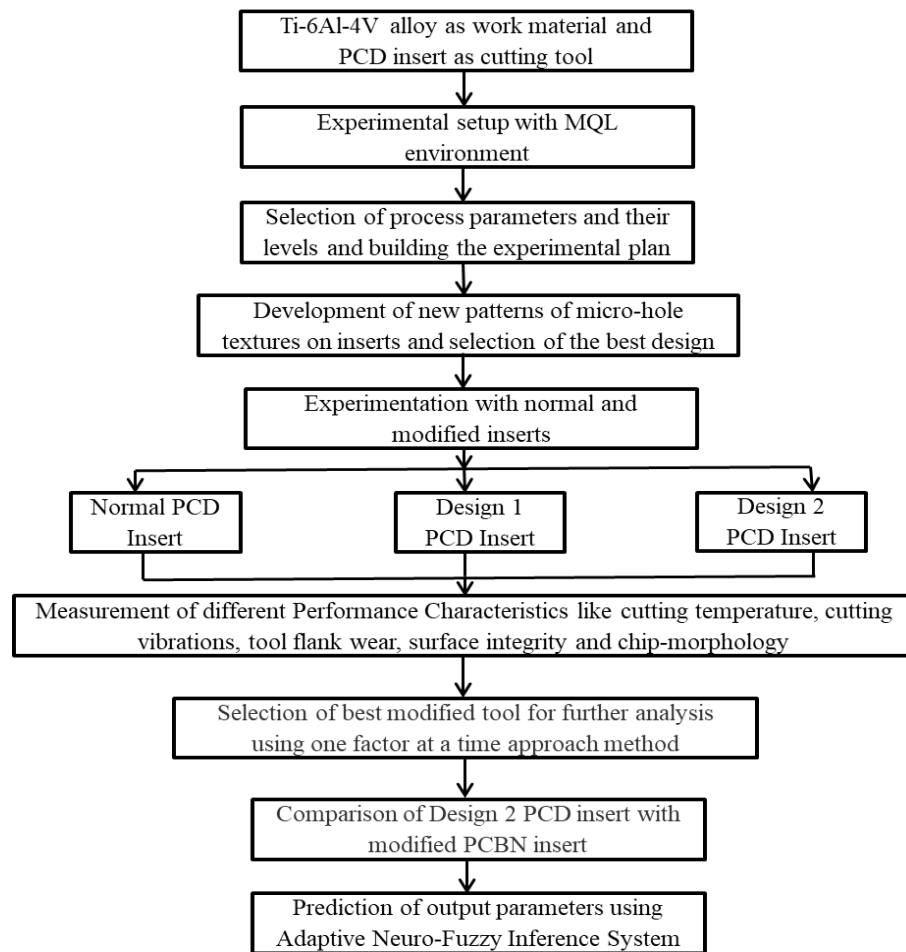 Ti-6Al-4V alloy as work material and
PCD insert as cutting tool
Experimental setup with MQL
environment
Selection of process parameters and their
levels and building the experimental plan
Development of new patterns of micro-hole
textures on inserts and selection of the best design
Experimentation with normal and
modified inserts
Normal PCD
Insert
Design 1
PCD Insert
Design 2
PCD Insert
Measurement of different Performance Characteristics like cutting temperature, cutting
vibrations, tool flank wear, surface integrity and chip-morphology
Selection of best modified tool for further analysis
using one factor at a time approach method
Comparison of Design 2 PCD insert with
modified PCBN insert
Prediction of output parameters using
Adaptive Neuro-Fuzzy Inference System